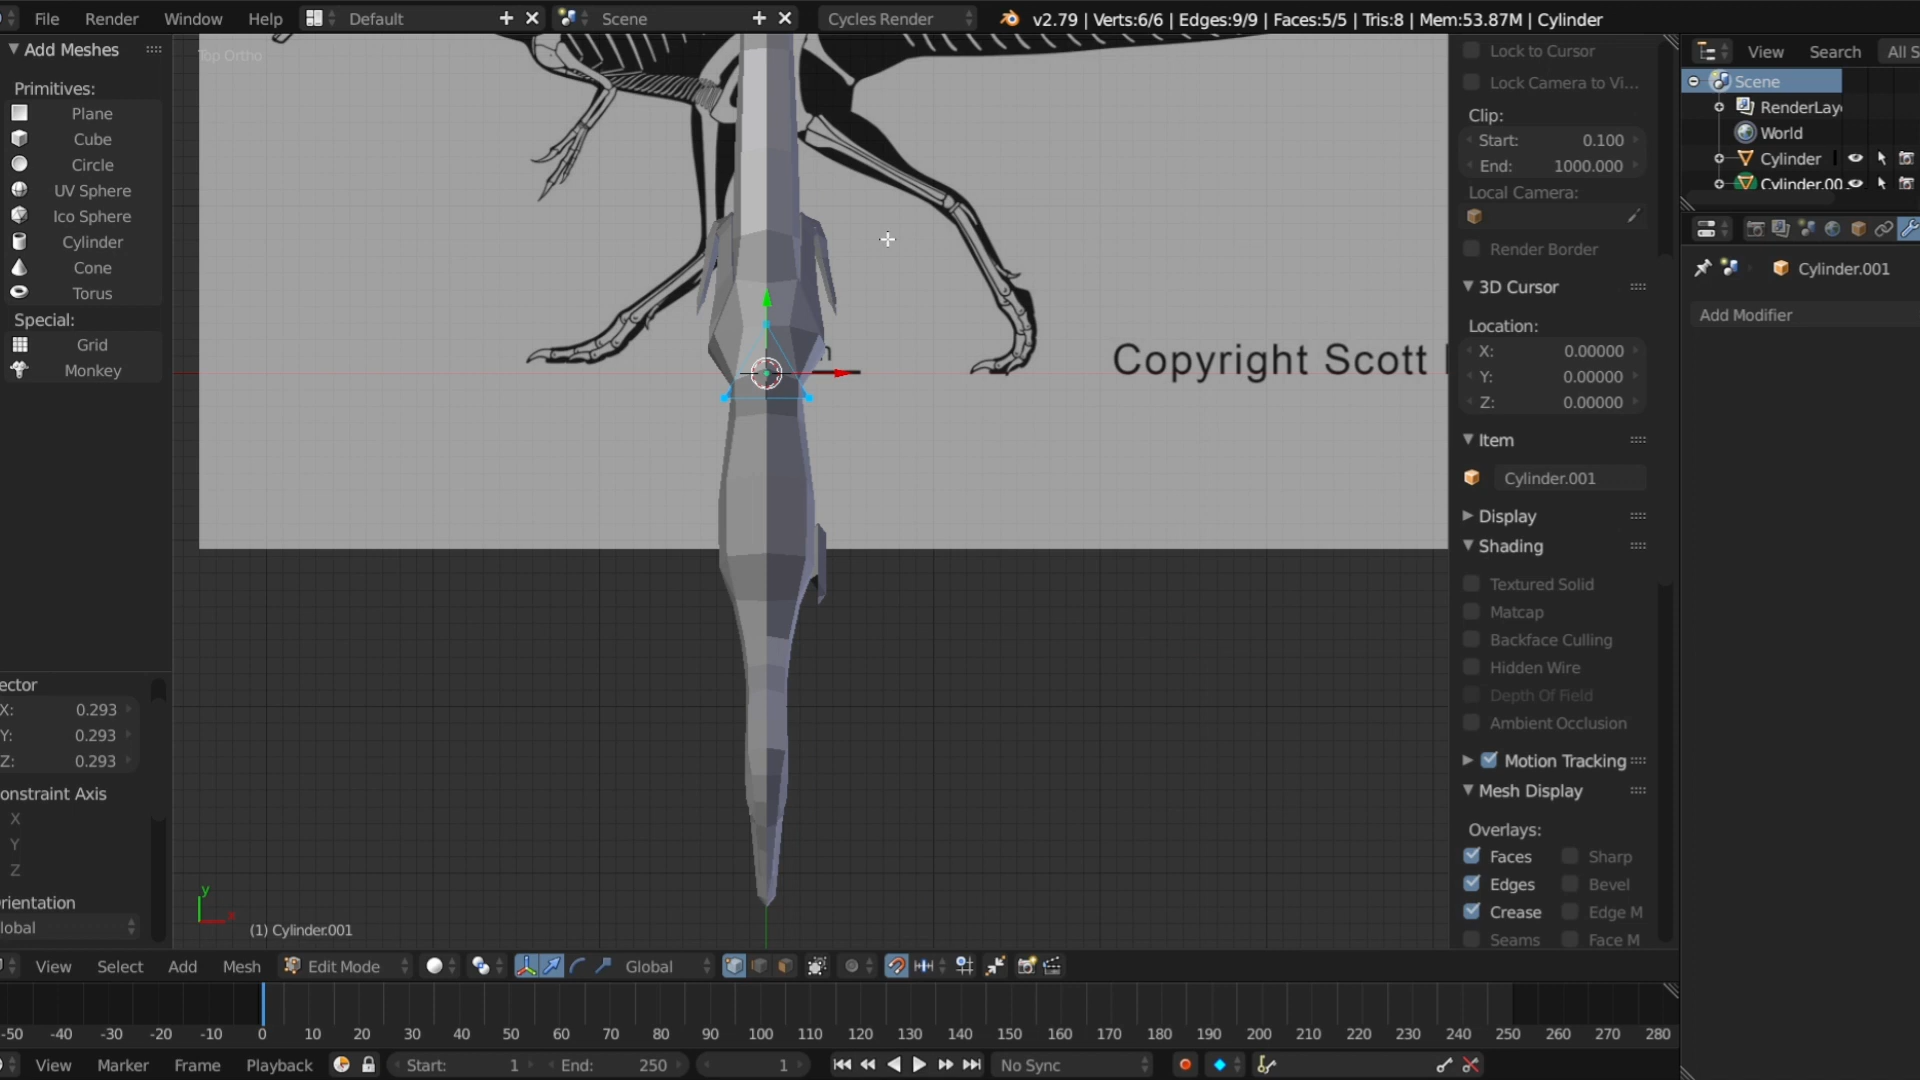 File Render Window Help Default Scene Cycles Render v2.79 | Verts:6/6 | Edges:9/9 | Faces:5/5 | Tris:8 | Mem:53.87M | Cylinder
Add Meshes
Primitives:
Plane
Cube
Circle
UV Sphere
Ico Sphere
Cylinder
Cone
Torus
Special:
Grid
Monkey
ector
X: 0.293
Y: 0.293
Z: 0.293
onstraint Axis
X
Y
Z
rientation
lobal
Top Ortho
Copyright Scott
y
x
(1) Cylinder.001
Lock to Cursor
Lock Camera to Vi...
Clip:
Start: 0.100
End: 1000.000
Local Camera:
Render Border
3D Cursor
Location:
X: 0.00000
Y: 0.00000
Z: 0.00000
Item
Cylinder.001
Display
Shading
Textured Solid
Matcap
Backface Culling
Hidden Wire
Depth Of Field
Ambient Occlusion
Motion Tracking
Mesh Display
Overlays:
Faces Sharp
Edges Bevel
Crease Edge M
Seams Face M
View Search All S
Scene
RenderLay
World
Cylinder
Cylinder.00
Cylinder.001
Add Modifier
View Select Add Mesh Edit Mode Global
-50 -40 -30 -20 -10 0 10 20 30 40 50 60 70 80 90 100 110 120 130 140 150 160 170 180 190 200 210 220 230 240 250 260 270 280
View Marker Frame Playback Start: 1 End: 250 1 No Sync